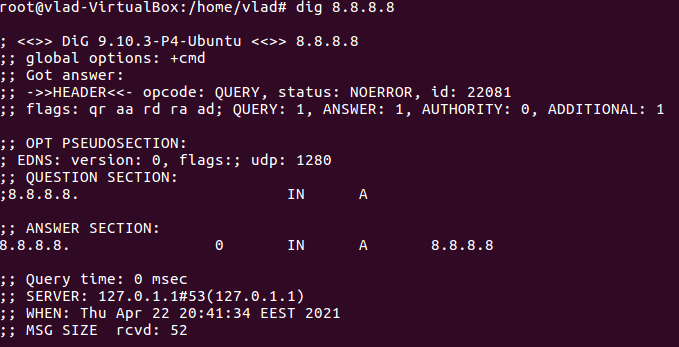 root@vlad-VirtualBox:/home/vlad# dig 8.8.8.8
; <<>> DiG 9.10.3-P4-Ubuntu <<>> 8.8.8.8
;; global options: +cmd
;; Got answer:
;; ->>HEADER<<- opcode: QUERY, status: NOERROR, id: 22081
;; flags: qr aa rd ra ad; QUERY: 1, ANSWER: 1, AUTHORITY: 0, ADDITIONAL: 1
;; OPT PSEUDOSECTION:
; EDNS: version: 0, flags:; udp: 1280
;; QUESTION SECTION:
;8.8.8.8. IN A
;; ANSWER SECTION:
8.8.8.8. 0 IN A 8.8.8.8
;; Query time: 0 msec
;; SERVER: 127.0.1.1#53(127.0.1.1)
;; WHEN: Thu Apr 22 20:41:34 EEST 2021
;; MSG SIZE rcvd: 52